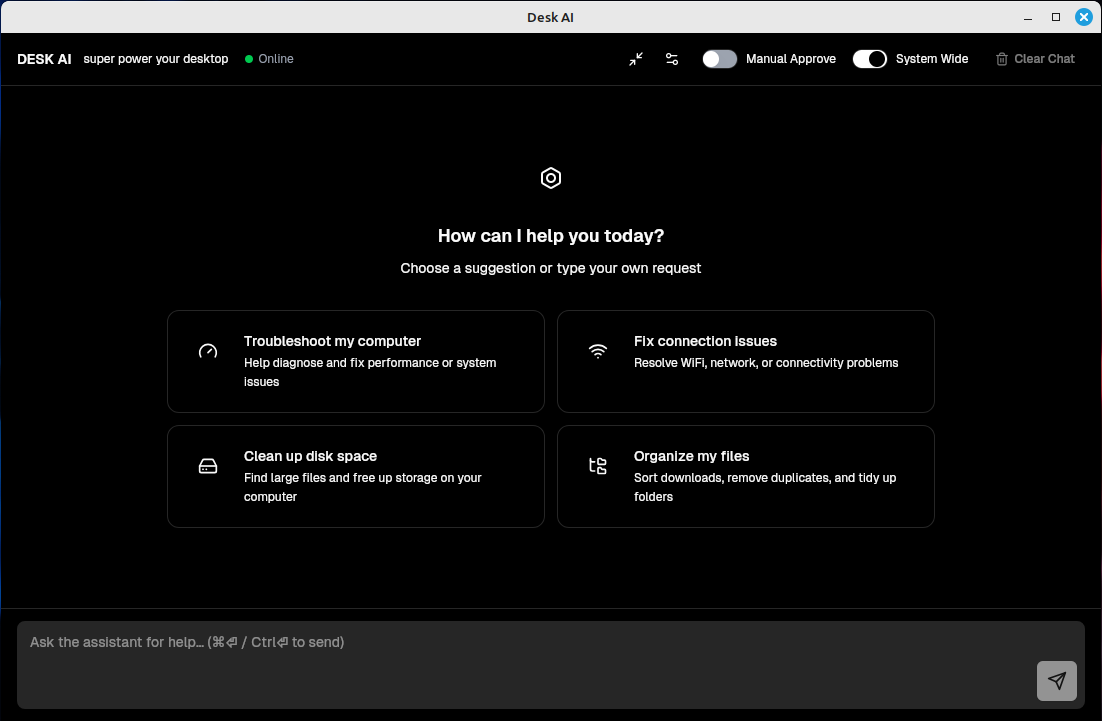 Desk AI
DESK AI super power your desktop Online Manual Approve System Wide Clear Chat
How can I help you today?
Choose a suggestion or type your own request
Troubleshoot my computer
Help diagnose and fix performance or system
issues
Fix connection issues
Resolve WiFi, network, or connectivity problems
Clean up disk space
Find large files and free up storage on your
computer
Organize my files
Sort downloads, remove duplicates, and tidy up
folders
Ask the assistant for help... (⌘⏎ / Ctrl⏎ to send)